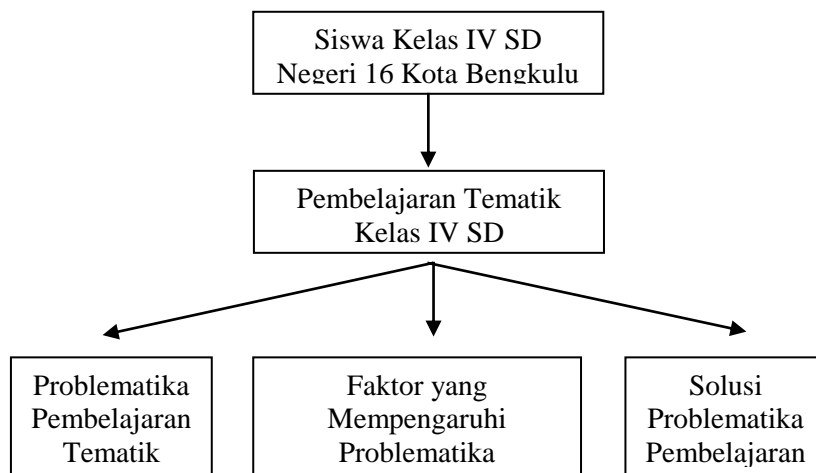 Siswa Kelas IV SD
Negeri 16 Kota Bengkulu
Pembelajaran Tematik
Kelas IV SD
Problematika
Pembelajaran
Tematik
Faktor yang
Mempengaruhi
Problematika
Solusi
Problematika
Pembelajaran